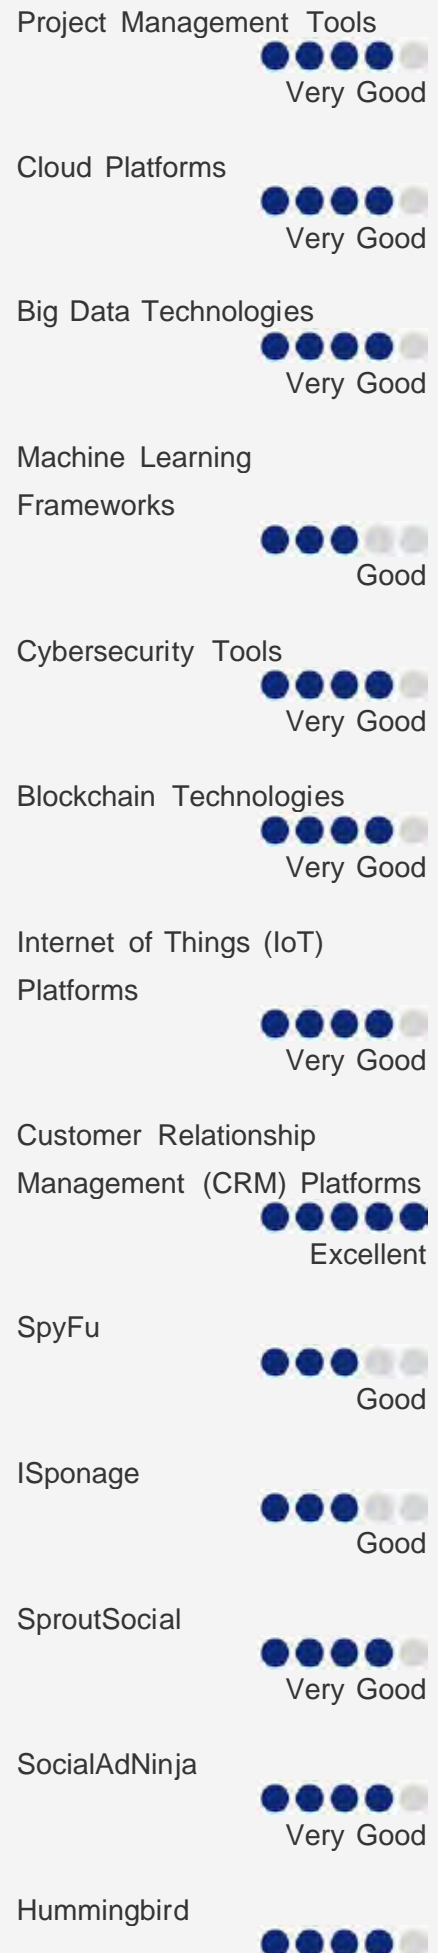 Project Management Tools
Very Good
Cloud Platforms
Very Good
Big Data Technologies
Very Good
Machine Learning
Frameworks
Good
Cybersecurity Tools
Very Good
Blockchain Technologies
Very Good
Internet of Things (IoT)
Platforms
Very Good
Customer Relationship
Management (CRM) Platforms
Excellent
SpyFu
Good
ISponage
Good
SproutSocial
Very Good
SocialAdNinja
Very Good
Hummingbird